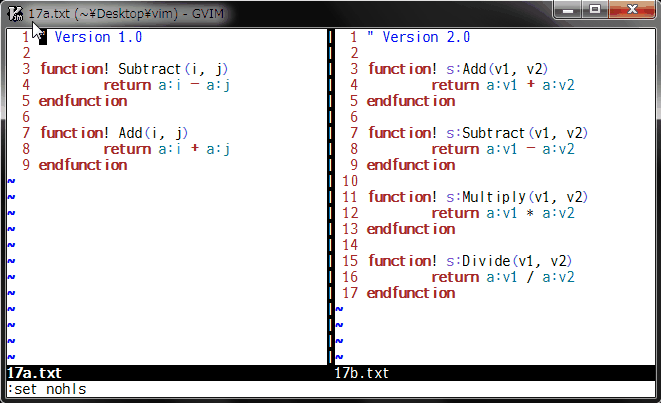 17a.txt (~¥Desktop¥vim) - GVIM
1 " Version 1.0
2
3 function! Subtract(i, j)
4         return a:i - a:j
5 endfunction
6
7 function! Add(i, j)
8         return a:i + a:j
9 endfunction
~
~
~
~
~
~
~
~
~
~
~
~
17a.txt
1 " Version 2.0
2
3 function! s:Add(v1, v2)
4         return a:v1 + a:v2
5 endfunction
6
7 function! s:Subtract(v1, v2)
8         return a:v1 - a:v2
9 endfunction
10
11 function! s:Multiply(v1, v2)
12         return a:v1 * a:v2
13 endfunction
14
15 function! s:Divide(v1, v2)
16         return a:v1 / a:v2
17 endfunction
~
~
~
~
17b.txt
:set nohls